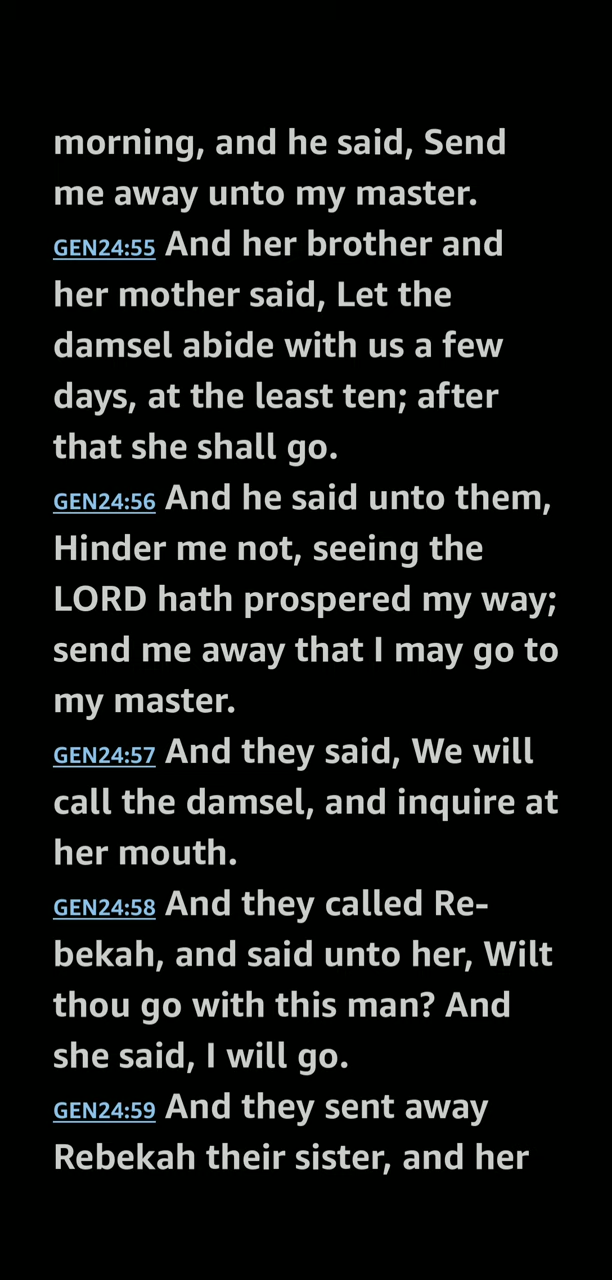 morning, and he said, Send
me away unto my master.
GEN24:55 And her brother and
her mother said, Let the
damsel abide with us a few
days, at the least ten; after
that she shall go.
GEN24:56 And he said unto them,
Hinder me not, seeing the
LORD hath prospered my way;
send me away that I may go to
my master.
GEN24:57 And they said, We will
call the damsel, and inquire at
her mouth.
GEN24:58 And they called Re-
bekah, and said unto her, Wilt
thou go with this man? And
she said, I will go.
GEN24:59 And they sent away
Rebekah their sister, and her